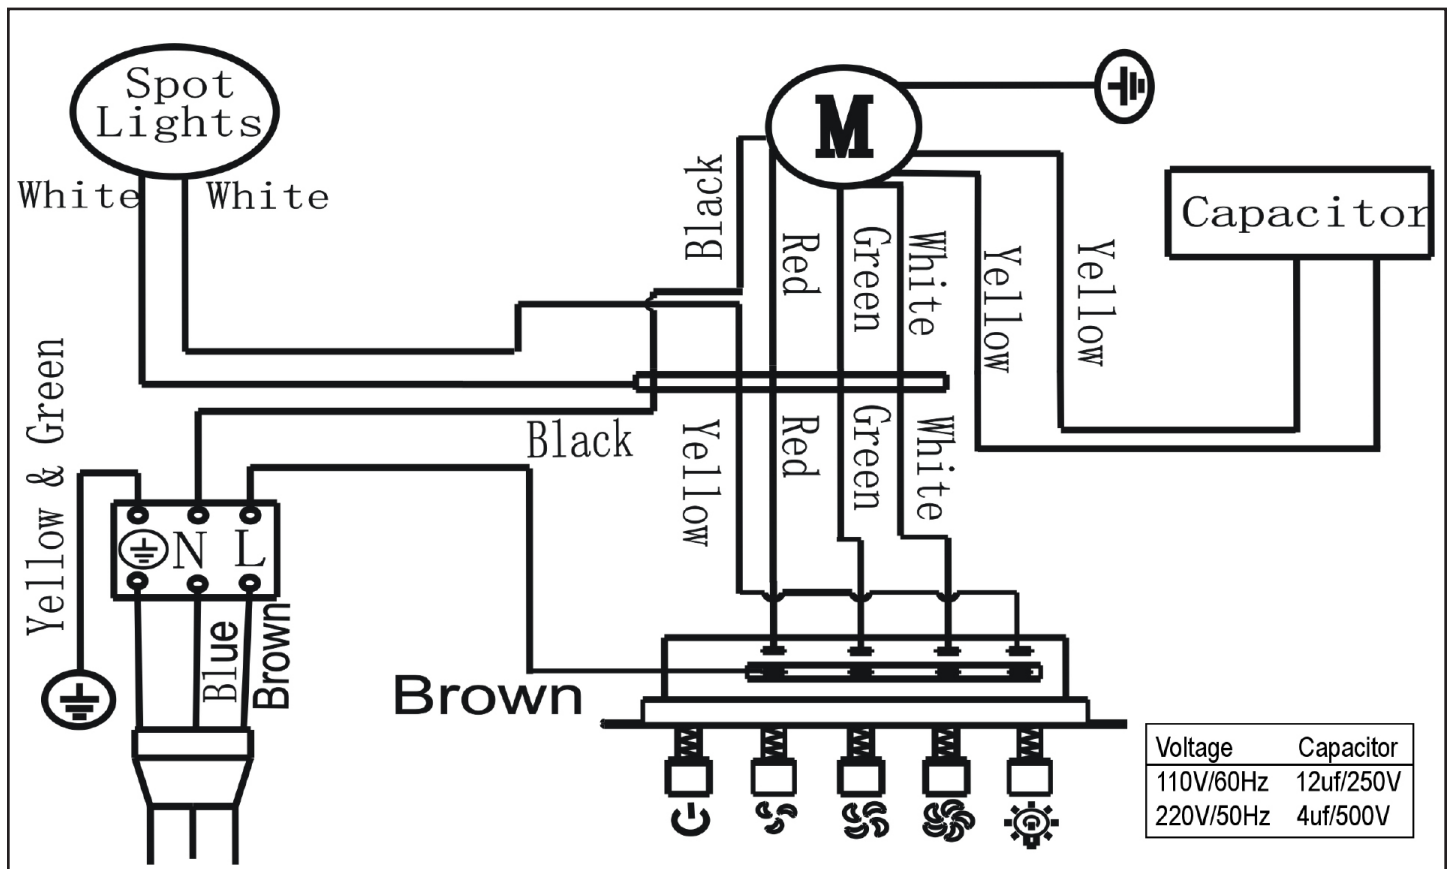 Spot
Lights
White
White
M
Black
Red
Green
White
Yellow
Yellow
Capacitor
Yellow & Green
Black
Yellow
Red
Green
White
N
L
Blue
Brown
Brown
Voltage Capacitor
110V/60Hz 12uf/250V
220V/50Hz 4uf/500V